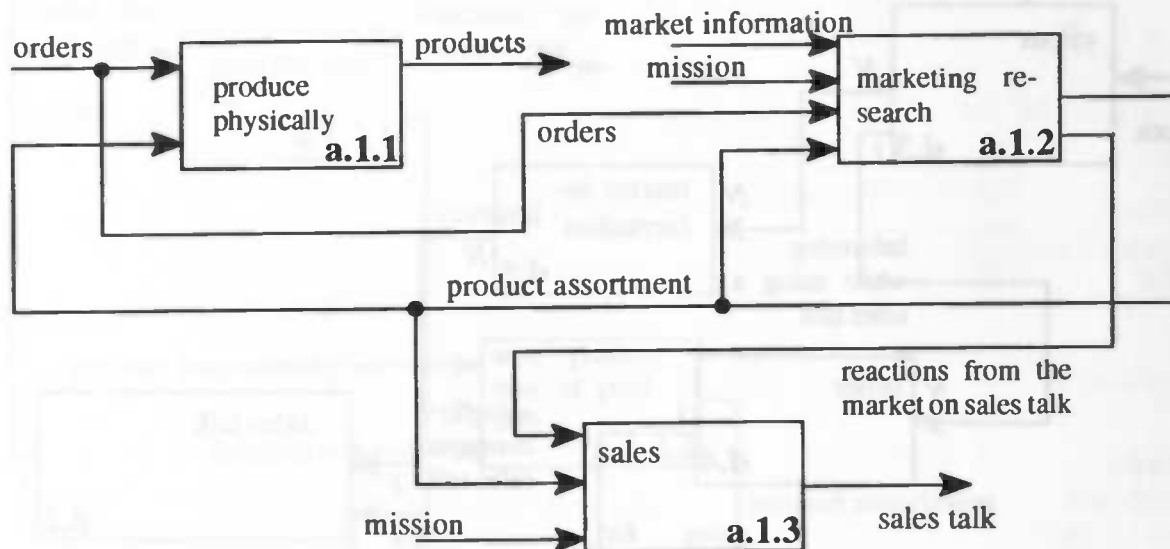 orders
products
market information
mission
produce
physically
a.1.1
marketing re-
search
a.1.2
orders
product assortment
reactions from the
market on sales talk
sales
a.1.3
mission
sales talk